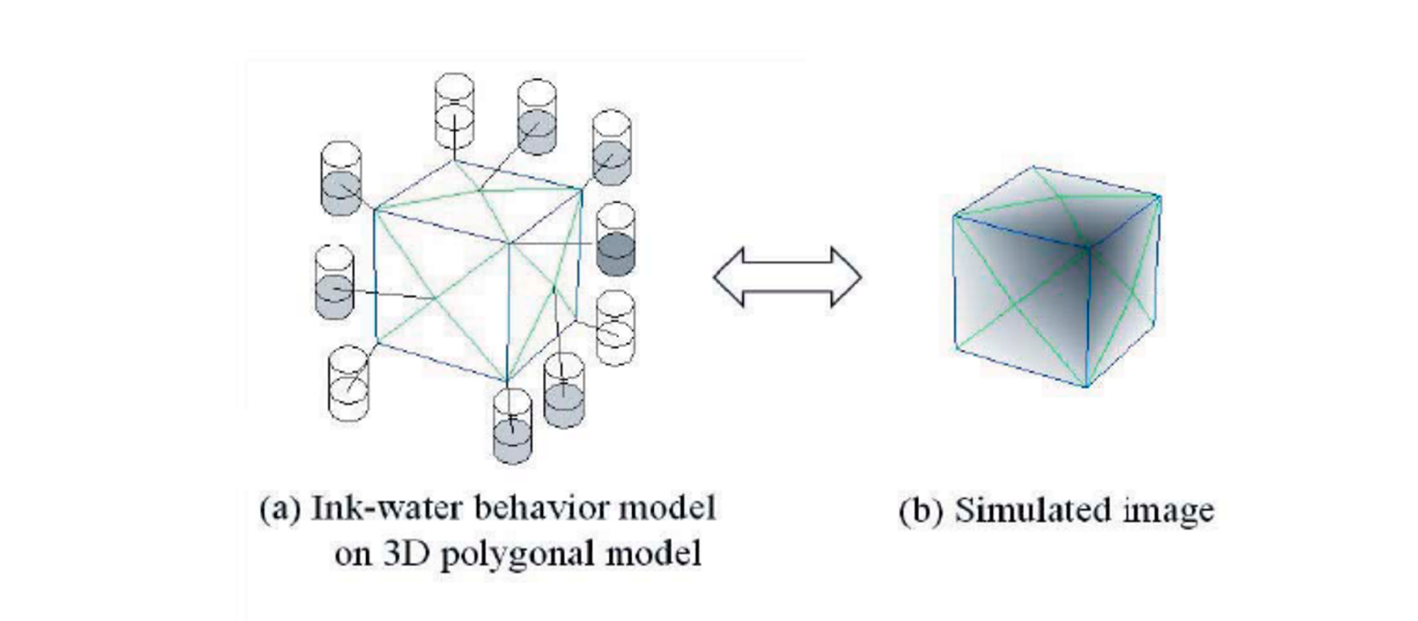 (a) Ink-water behavior model
on 3D polygonal model
(b) Simulated image